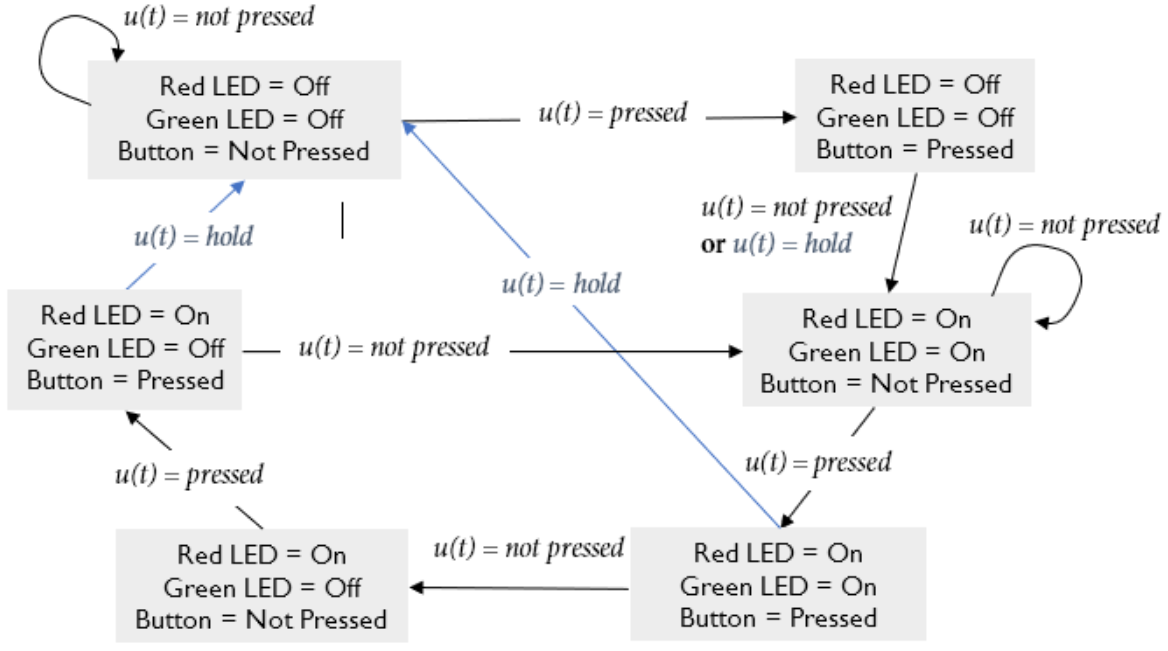 u(t) = not pressed
Red LED = Off
Green LED = Off
Button = Not Pressed
u(t) = pressed
Red LED = Off
Green LED = Off
Button = Pressed
u(t) = not pressed
or u(t) = hold
u(t) = not pressed
u(t) = hold
u(t) = hold
Red LED = On
Green LED = Off
Button = Pressed
u(t) = not pressed
Red LED = On
Green LED = On
Button = Not Pressed
u(t) = pressed
u(t) = pressed
Red LED = On
Green LED = Off
Button = Not Pressed
u(t) = not pressed
Red LED = On
Green LED = On
Button = Pressed